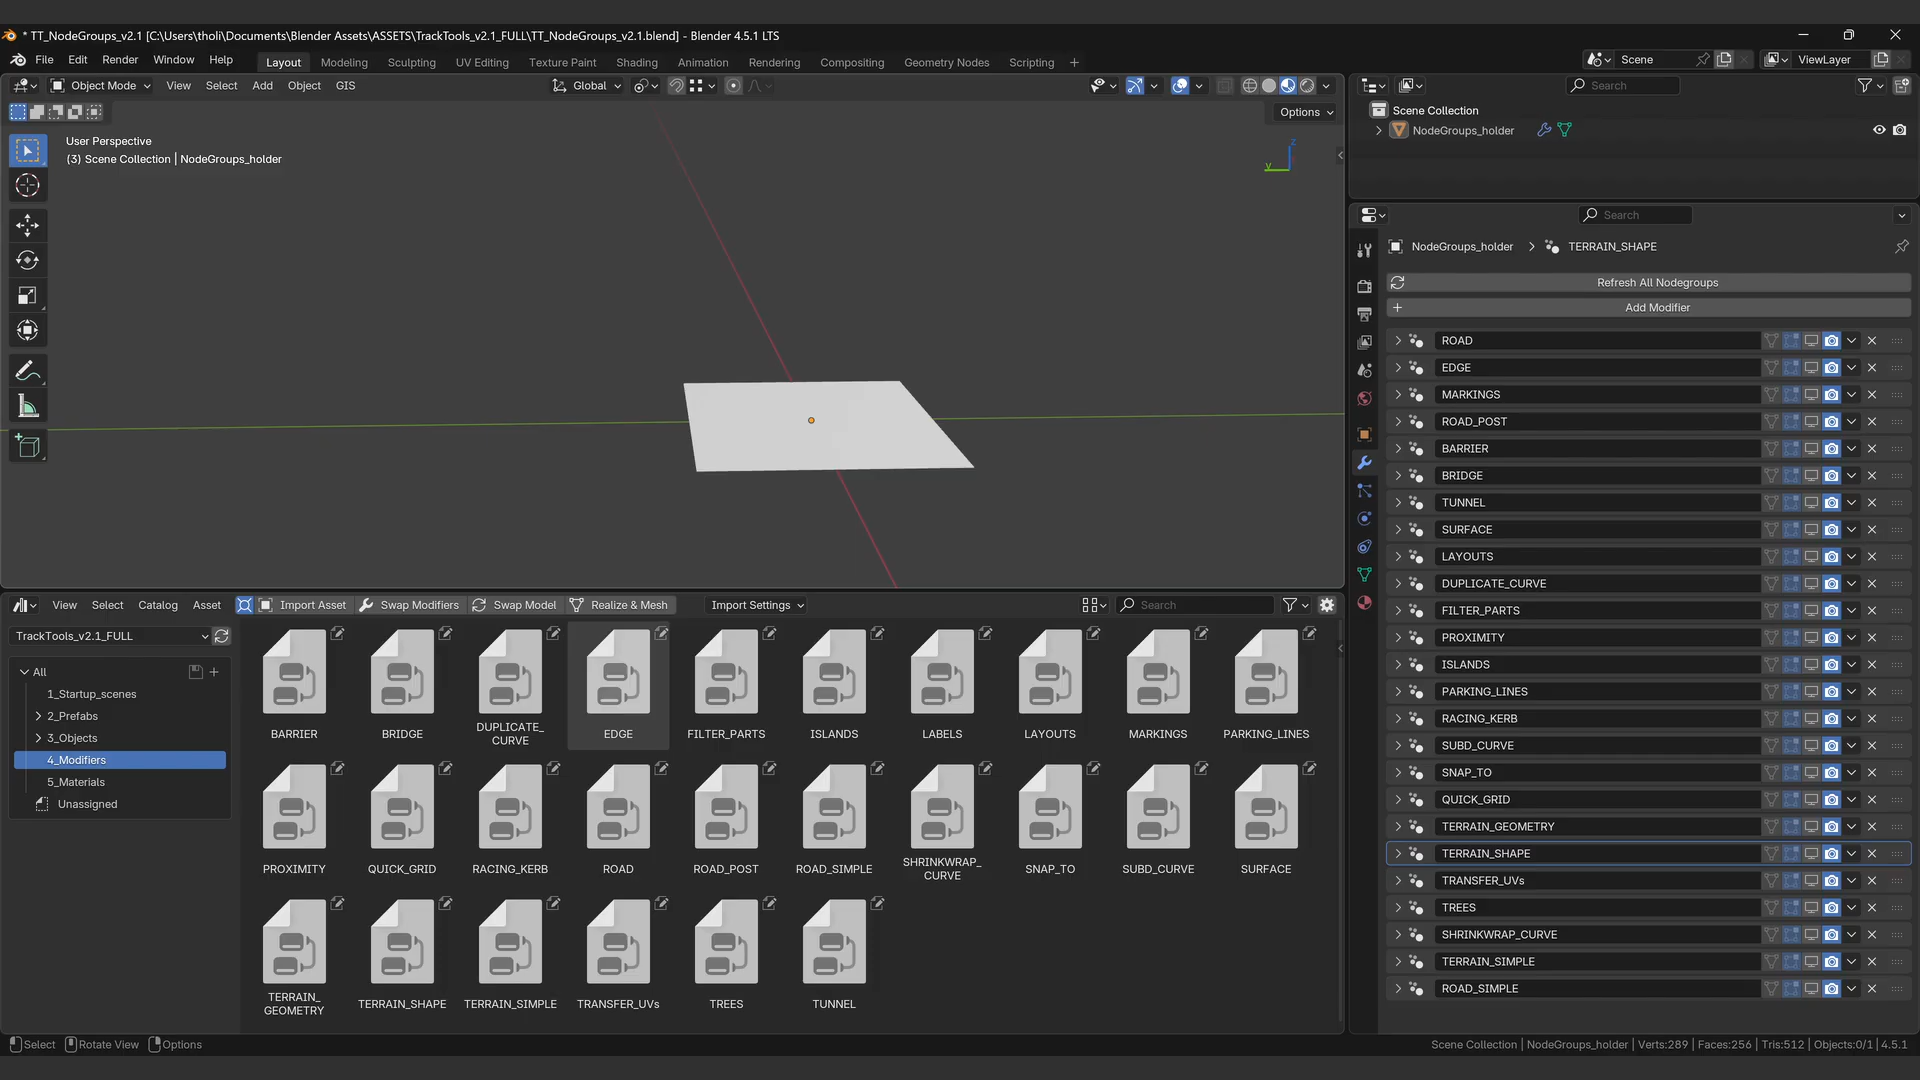 * TT_NodeGroups_v2.1 [C:\Users\tholi\Documents\Blender Assets\ASSETS\TrackTools_v2.1_FULL\TT_NodeGroups_v2.1.blend] - Blender 4.5.1 LTS
File Edit Render Window Help Layout Modeling Sculpting UV Editing Texture Paint Shading Animation Rendering Compositing Geometry Nodes Scripting + Scene ViewLayer
Object Mode View Select Add Object GIS Global Search
Options
User Perspective
(3) Scene Collection | NodeGroups_holder
z
y
Scene Collection
NodeGroups_holder
Search
NodeGroups_holder > TERRAIN_SHAPE
Refresh All Nodegroups
Add Modifier
ROAD
EDGE
MARKINGS
ROAD_POST
BARRIER
BRIDGE
TUNNEL
SURFACE
LAYOUTS
DUPLICATE_CURVE
FILTER_PARTS
PROXIMITY
ISLANDS
PARKING_LINES
RACING_KERB
SUBD_CURVE
SNAP_TO
QUICK_GRID
TERRAIN_GEOMETRY
TERRAIN_SHAPE
TRANSFER_UVs
TREES
SHRINKWRAP_CURVE
TERRAIN_SIMPLE
ROAD_SIMPLE
View Select Catalog Asset Import Asset Swap Modifiers Swap Model Realize & Mesh Import Settings Search
TrackTools_v2.1_FULL
All
1_Startup_scenes
2_Prefabs
3_Objects
4_Modifiers
5_Materials
Unassigned
BARRIER
BRIDGE
DUPLICATE_
CURVE
EDGE
FILTER_PARTS
ISLANDS
LABELS
LAYOUTS
MARKINGS
PARKING_LINES
PROXIMITY
QUICK_GRID
RACING_KERB
ROAD
ROAD_POST
ROAD_SIMPLE
SHRINKWRAP_
CURVE
SNAP_TO
SUBD_CURVE
SURFACE
TERRAIN_
GEOMETRY
TERRAIN_SHAPE
TERRAIN_SIMPLE
TRANSFER_UVs
TREES
TUNNEL
Select Rotate View Options
Scene Collection | NodeGroups_holder | Verts:289 | Faces:256 | Tris:512 | Objects:0/1 | 4.5.1